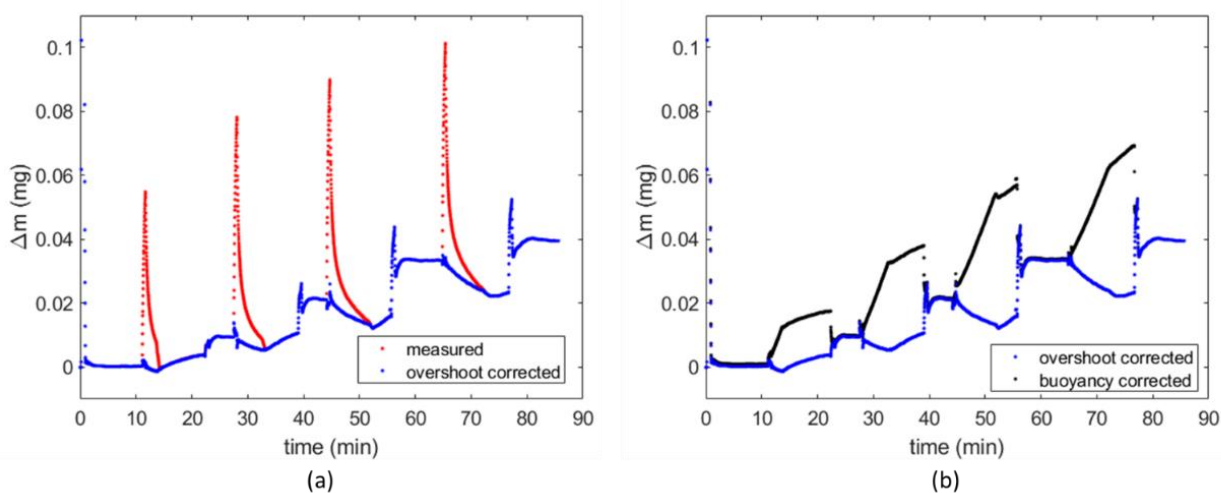 0.1
0.08
0.06
0.04
0.02
0
Δm (mg)
0 10 20 30 40 50 60 70 80 90
time (min)
measured
overshoot corrected
(a)
0.1
0.08
0.06
0.04
0.02
0
Δm (mg)
0 10 20 30 40 50 60 70 80 90
time (min)
overshoot corrected
buoyancy corrected
(b)